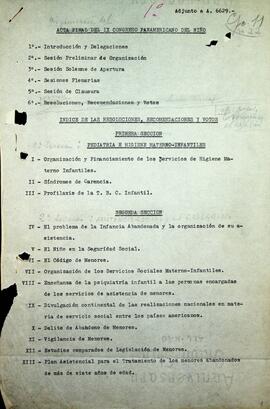 Adjunto a A. 6629.-
ACTA FINAL DEL IX CONGRESO PANAMERICANO DEL NIÑO
1º.- Introducción y Delegaciones
2º.- Sesión Preliminar de Organización
3º.- Sesión Solemne de Apertura
4º.- Sesiones Plenarias
5º.- Sesión de Clausura
6º.- Resoluciones, Recomendaciones y Votos
INDICE DE LAS RESOLUCIONES, RECOMENDACIONES Y VOTOS
PRIMERA SECCION
PEDIATRIA E HIGIENE MATERNO-INFANTILES
I - Organización y Financiamiento de los Servicios de Higiene Ma
terno Infantiles.
II - Síndromes de Carencia.
III - Profilaxis de la T. B. C. Infantil.
SEGUNDA SECCION
IV - El problema de la Infancia Abandonada y la organización de su a
sistencia.
V - El Niño en la Seguridad Social.
VI - El Código de Menores.
VII - Organización de los Servicios Sociales Materno-Infantiles.
VIII - Enseñanza de la psiquiatría infantil a las personas encargadas
de los servicios de asistencia de menores.
IX - Divulgación continental de las realizaciones nacionales en mate
ria de servicio social entre los países americanos.
X - Delito de Abandono de Menores.
XI - Vigilancia de Menores.
XII - Estudios comparados de Legislación de Menores.
XIII - Plan Asistencial para el Tratamiento de los menores abandonados
de más de siete años de edad.